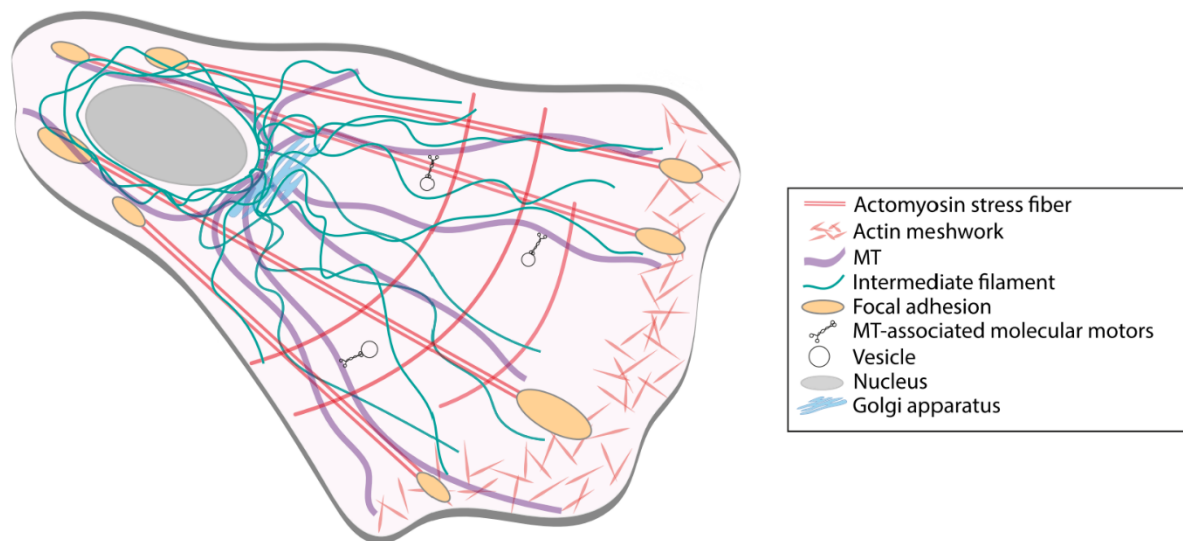 Actomyosin stress fiber
Actin meshwork
MT
Intermediate filament
Focal adhesion
MT-associated molecular motors
Vesicle
Nucleus
Golgi apparatus